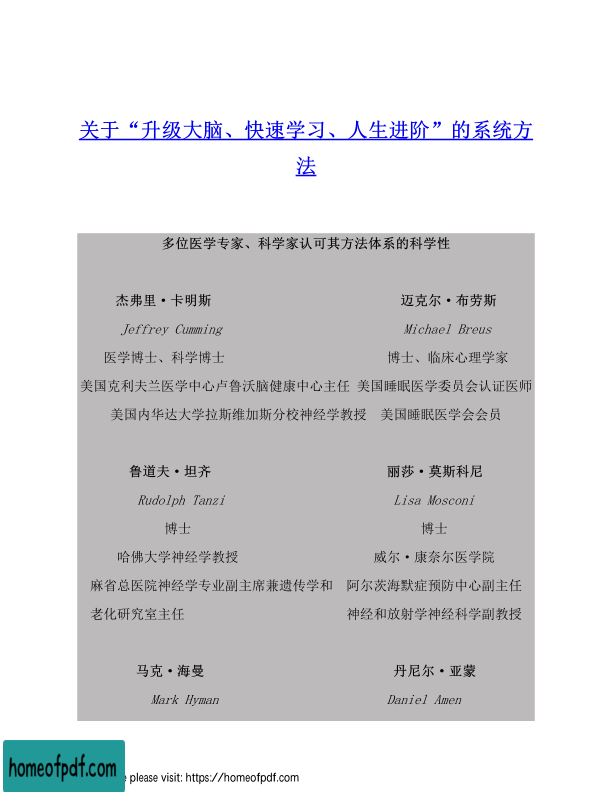 关于“升级大脑、快速学习、人生进阶”的系统方
法
多位医学专家、科学家认可其方法体系的科学性
杰弗里·卡明斯 迈克尔·布劳斯
Jeffrey Cumming Michael Breus
医学博士、科学博士 博士、临床心理学家
美国克利夫兰医学中心卢鲁沃脑健康中心主任 美国睡眠医学委员会认证医师
美国内华达大学拉斯维加斯分校神经学教授 美国睡眠医学会会员
鲁道夫·坦齐 丽莎·莫斯科尼
Rudolph Tanzi Lisa Mosconi
博士 博士
哈佛大学神经学教授 威尔·康奈尔医学院
麻省总医院神经学专业副主席兼遗传学和 阿尔茨海默症预防中心副主任
老化研究室主任 神经和放射学神经科学副教授
马克·海曼 丹尼尔·亚蒙
Mark Hyman Daniel Amen
homeofpdf.com
e please visit: https://homeofpdf.com